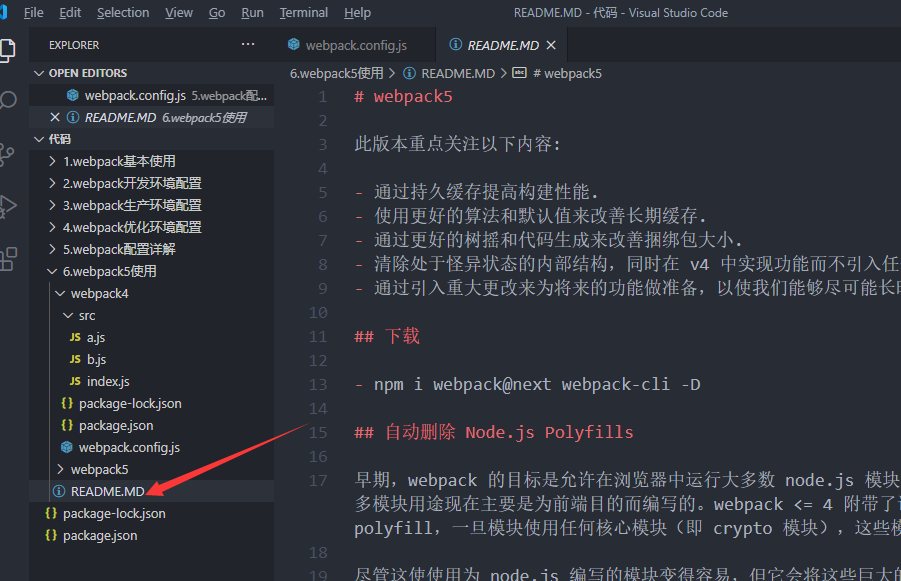 File Edit Selection View Go Run Terminal Help README.MD - 代码 - Visual Studio Code
EXPLORER ···
OPEN EDITORS
webpack.config.js 5.webpack配...
README.MD 6.webpack5使用
代码
1.webpack基本使用
2.webpack开发环境配置
3.webpack生产环境配置
4.webpack优化环境配置
5.webpack配置详解
6.webpack5使用
webpack4
src
JS a.js
JS b.js
JS index.js
{} package-lock.json
{} package.json
webpack.config.js
webpack5
README.MD
{} package-lock.json
{} package.json
webpack.config.js README.MD
6.webpack5使用 > README.MD > # webpack5
1 # webpack5
2
3 此版本重点关注以下内容:
4
5 - 通过持久缓存提高构建性能.
6 - 使用更好的算法和默认值来改善长期缓存.
7 - 通过更好的树摇和代码生成来改善捆绑包大小.
8 - 清除处于怪异状态的内部结构，同时在 v4 中实现功能而不引入任
9 - 通过引入重大更改来为将来的功能做准备，以使我们能够尽可能长
10
11 ## 下载
12
13 - npm i webpack@next webpack-cli -D
14
15 ## 自动删除 Node.js Polyfills
16
17 早期，webpack 的目标是允许在浏览器中运行大多数 node.js 模块
多模块用途现在主要是为前端目的而编写的。webpack <= 4 附带了
polyfill，一旦模块使用任何核心模块（即 crypto 模块），这些
18
19 尽管这使使用为 node.js 编写的模块变得容易，但它会将这些巨大的